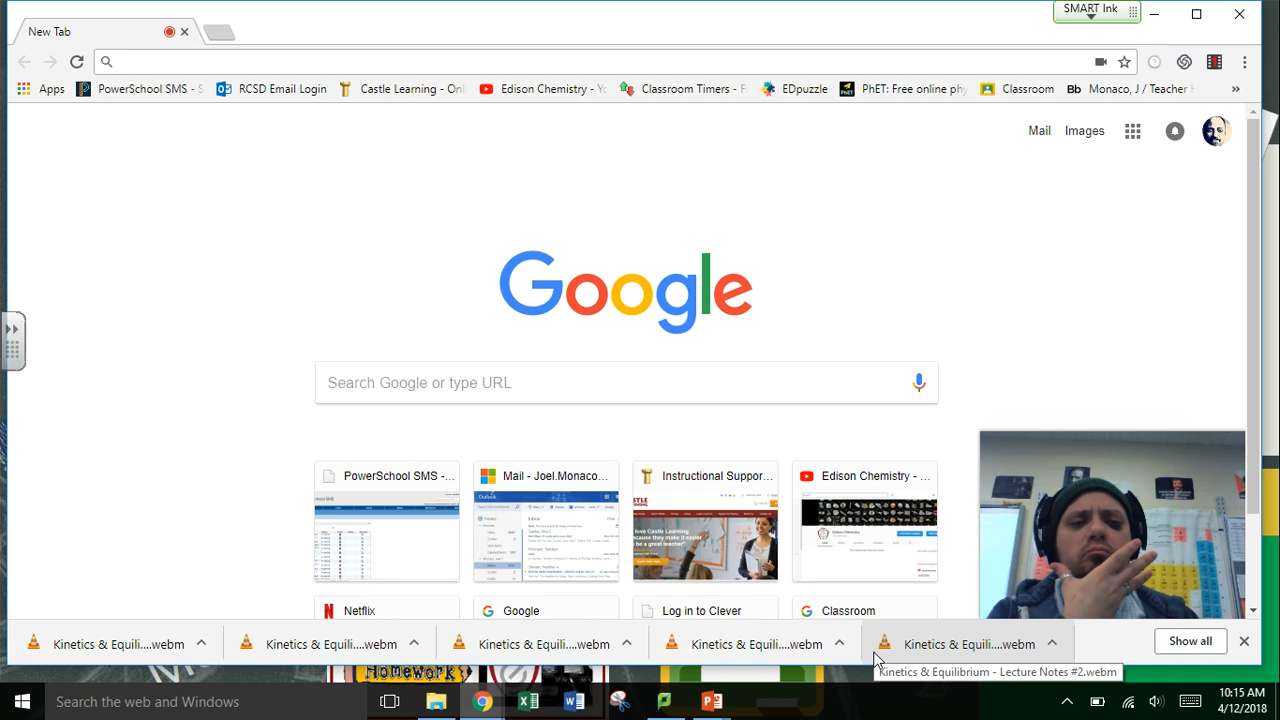 SMART Ink
New Tab
Apps
PowerSchool SMS - S
RCSD Email Login
Castle Learning - Onl
Edison Chemistry - Yo
Classroom Timers - F
EDpuzzle
PhET: Free online phy
Classroom
Bb Monaco, J / Teacher
»
Mail Images
Google
Search Google or type URL
PowerSchool SMS -...
Mail - Joel.Monaco...
Instructional Suppor...
Edison Chemistry - ...
Netflix
Google
Log in to Clever
Classroom
Kinetics & Equili....webm
Kinetics & Equili....webm
Kinetics & Equili....webm
Kinetics & Equili....webm
Kinetics & Equili....webm
Show all
Kinetics & Equilibrium - Lecture Notes #2.webm
HOMEWORK
Search the web and Windows
10:15 AM
4/12/2018